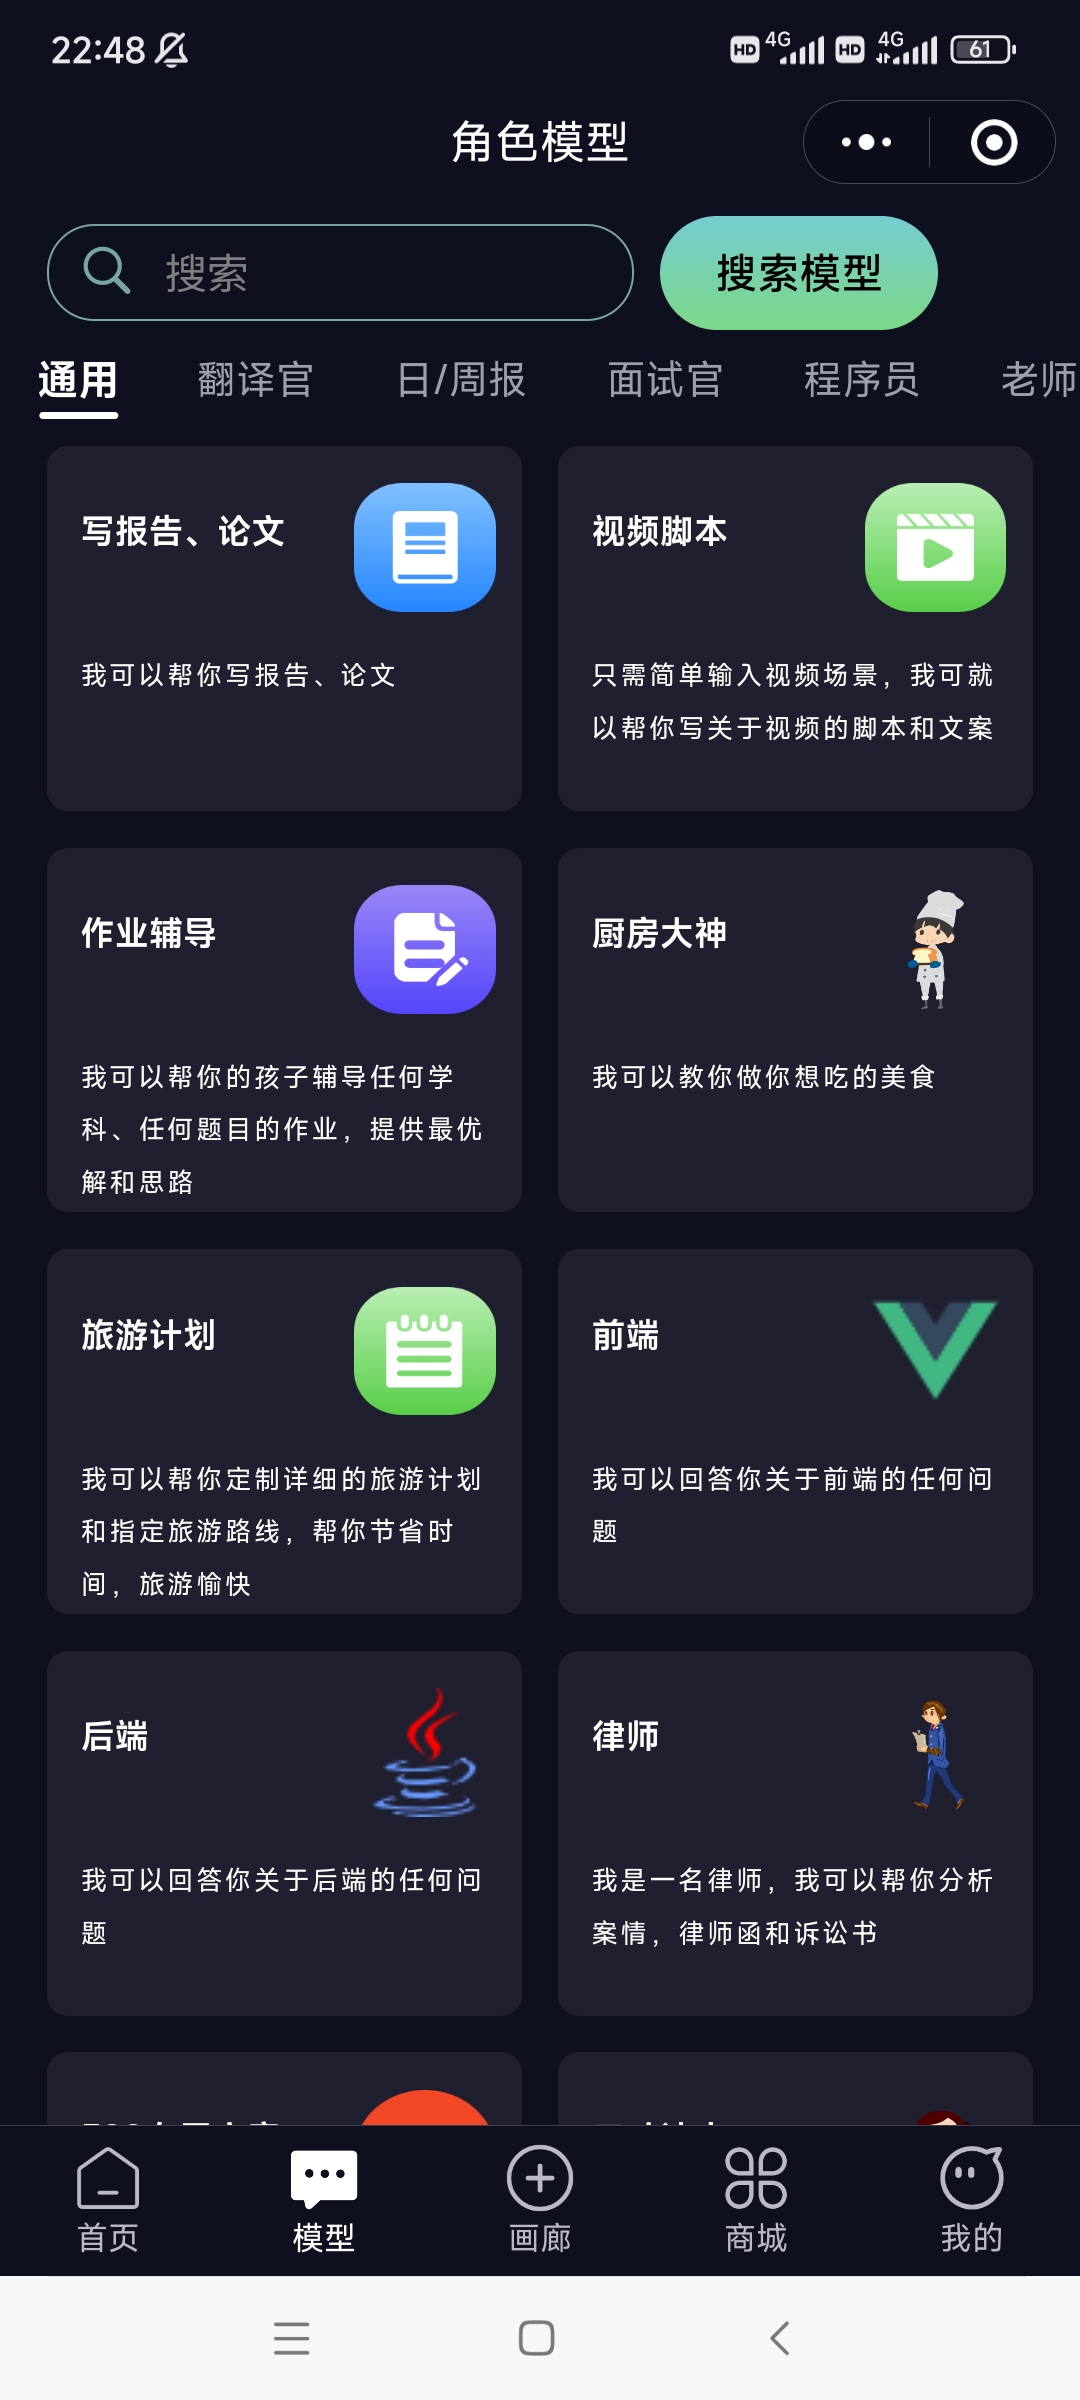 22:48
HD 4G HD 4G 61
角色模型
搜索
搜索模型
通用 翻译官 日/周报 面试官 程序员 老师
写报告、论文
我可以帮你写报告、论文
视频脚本
只需简单输入视频场景，我可就
以帮你写关于视频的脚本和文案
作业辅导
我可以帮你的孩子辅导任何学
科、任何题目的作业，提供最优
解和思路
厨房大神
我可以教你做你想吃的美食
旅游计划
我可以帮你定制详细的旅游计划
和指定旅游路线，帮你节省时
间，旅游愉快
前端
我可以回答你关于前端的任何问
题
后端
我可以回答你关于后端的任何问
题
律师
我是一名律师，我可以帮你分析
案情，律师函和诉讼书
首页 模型 画廊 商城 我的